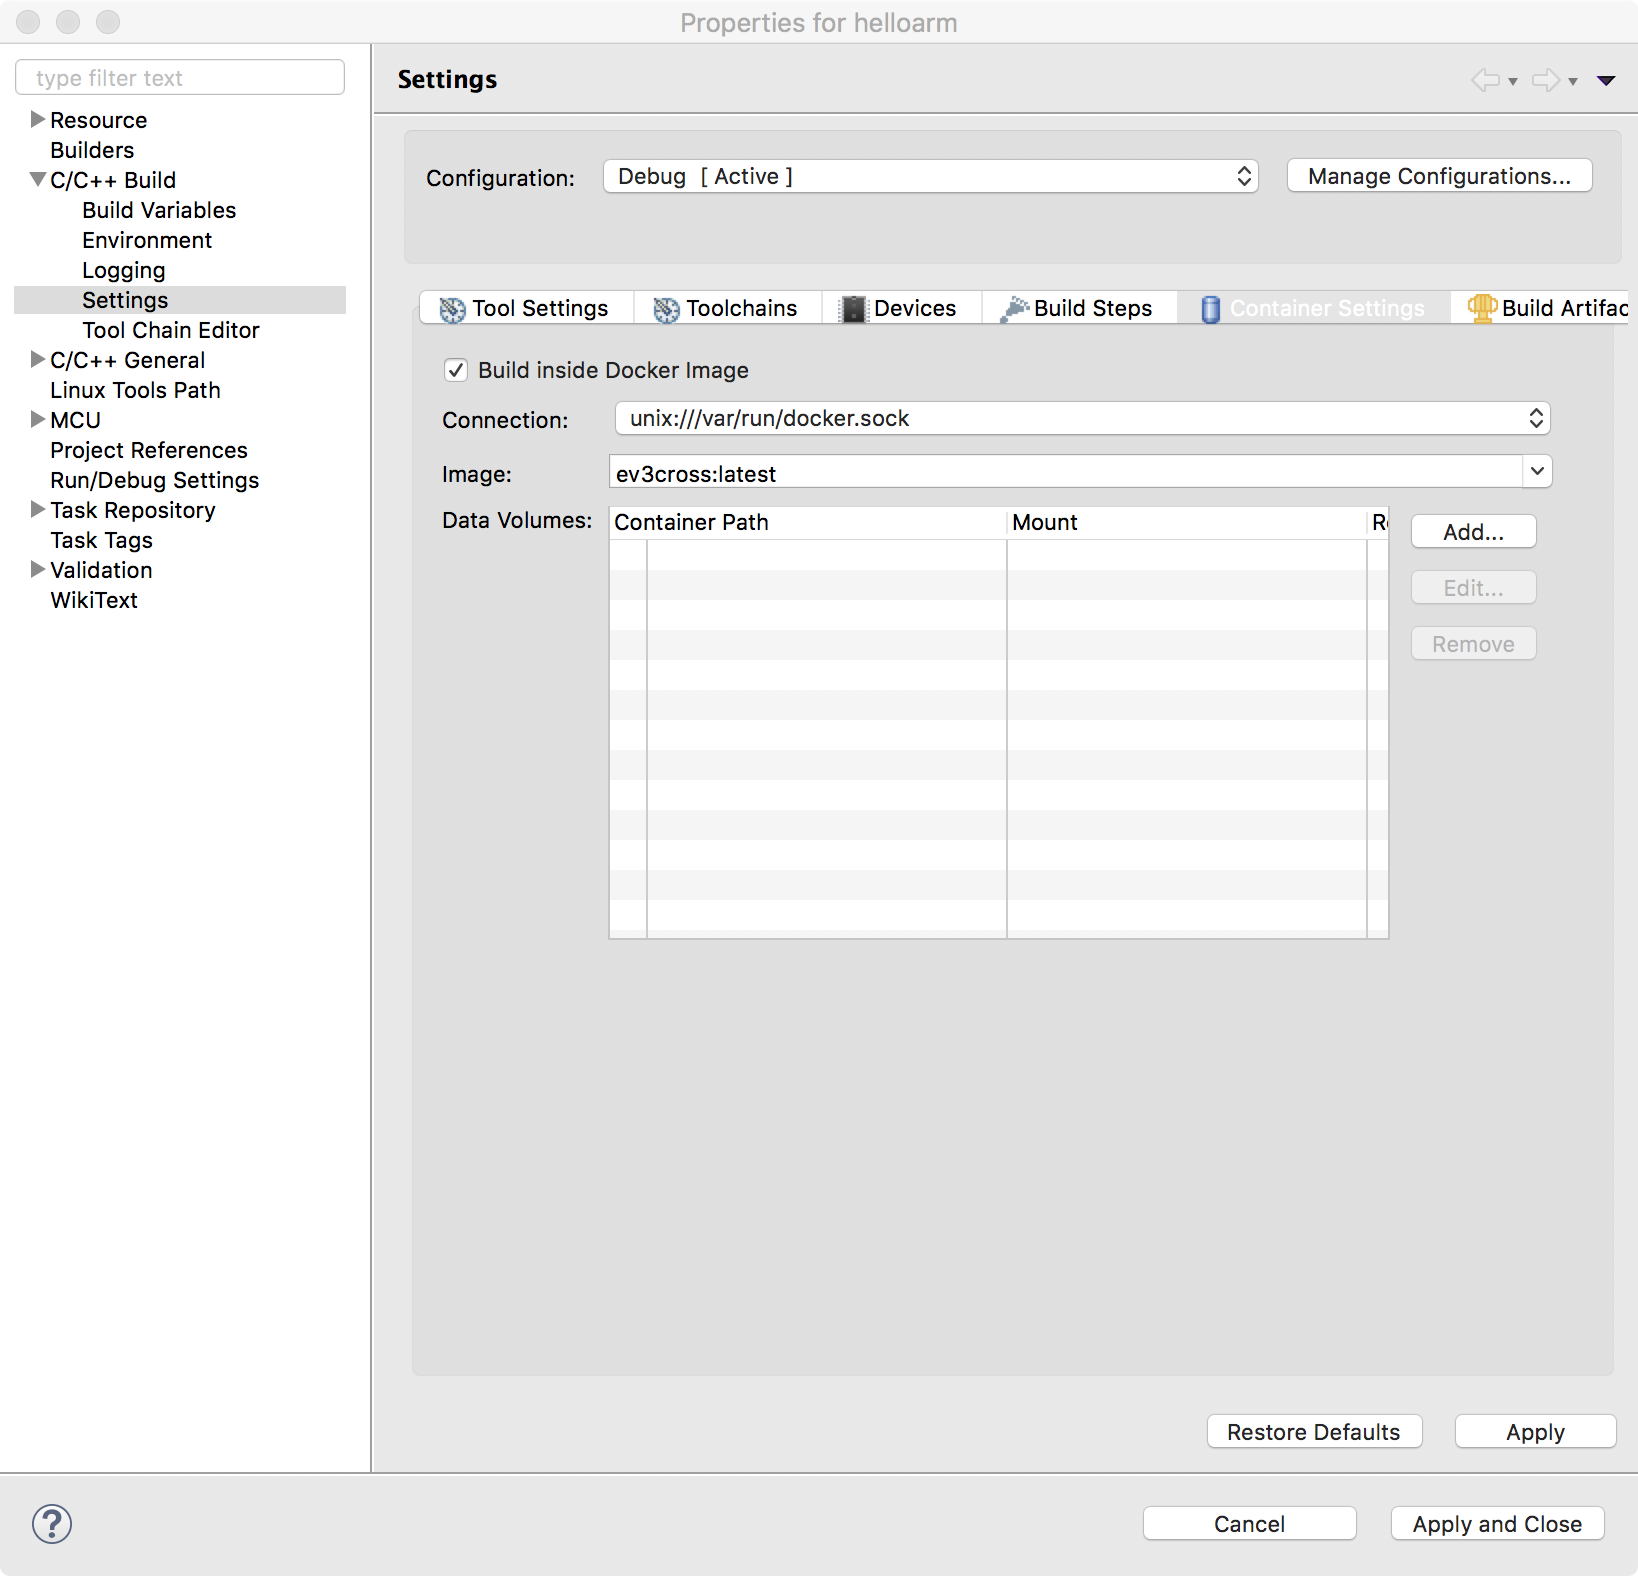 Properties for helloarm
type filter text
Resource
Builders
C/C++ Build
Build Variables
Environment
Logging
Settings
Tool Chain Editor
C/C++ General
Linux Tools Path
MCU
Project References
Run/Debug Settings
Task Repository
Task Tags
Validation
WikiText
Settings
Configuration: Debug [ Active ] Manage Configurations...
Tool Settings Toolchains Devices Build Steps Container Settings Build Artifac
Build inside Docker Image
Connection: unix:///var/run/docker.sock
Image: ev3cross:latest
Data Volumes: Container Path Mount Add...
Edit...
Remove
Restore Defaults Apply
? Cancel Apply and Close